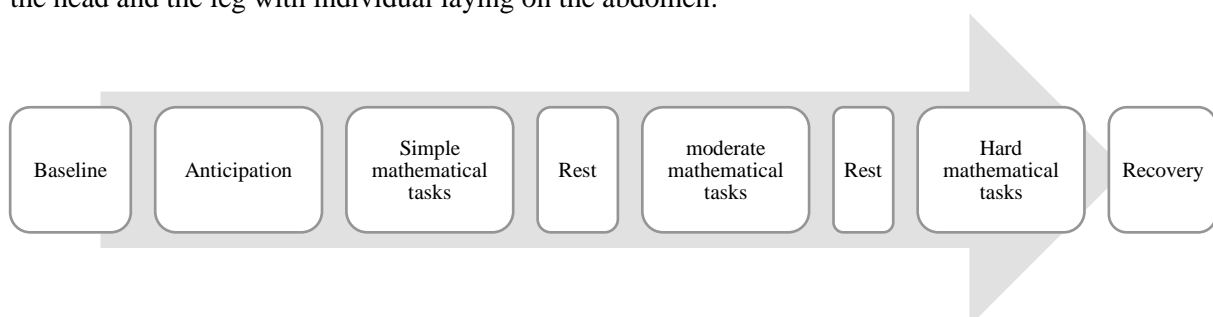 the head and the leg with individual laying on the abdomen.
Baseline
Anticipation
Simple
mathematical
tasks
Rest
moderate
mathematical
tasks
Rest
Hard
mathematical
tasks
Recovery